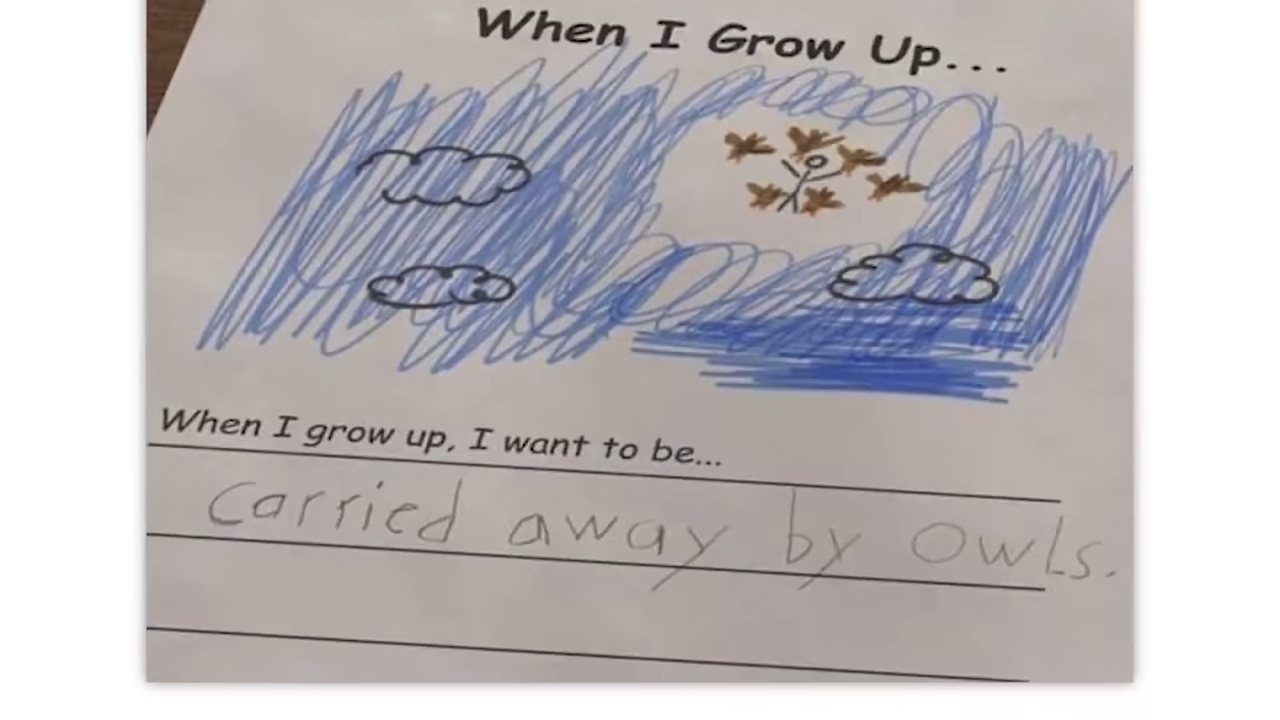 When I Grow Up...
When I grow up, I want to be...
carried away by owLs.